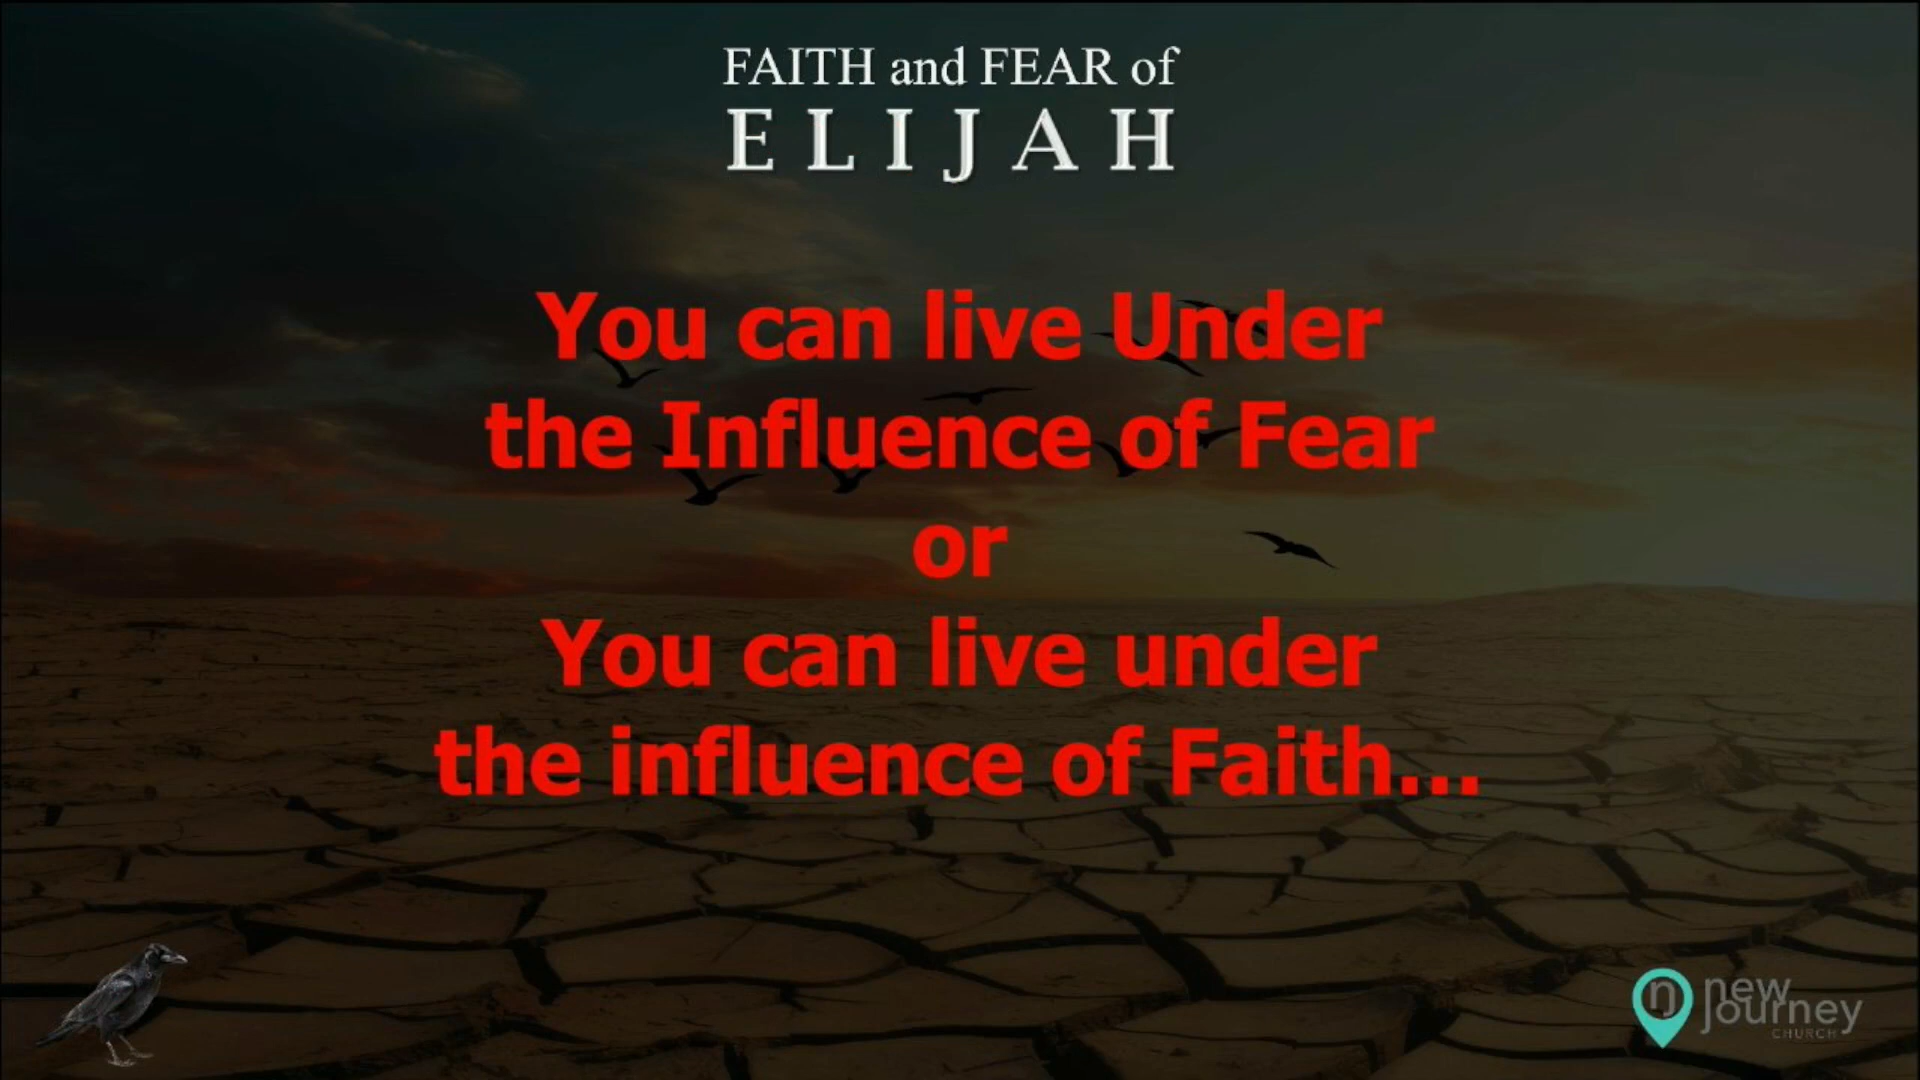 FAITH and FEAR of
ELIJAH
You can live Under
the Influence of Fear
or
You can live under
the influence of Faith...
n
new
Journey
CHURCH